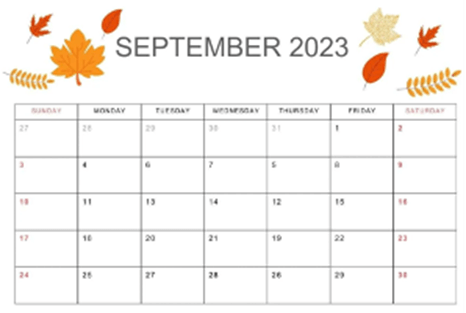 SEPTEMBER 2023
SUNDAY MONDAY TUESDAY WEDNESDAY THURSDAY FRIDAY SATURDAY
27 28 29 30 31 1 2
3 4 5 6 7 8 9
10 11 12 13 14 15 16
17 18 19 20 21 22 23
24 25 26 27 28 29 30